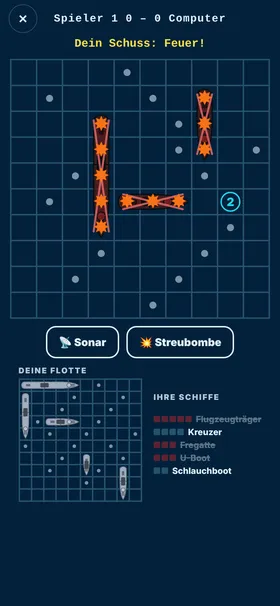 ×
Spieler 1 0 – 0 Computer
Dein Schuss: Feuer!
2
Sonar
Streubombe
DEINE FLOTTE
IHRE SCHIFFE
Flugzeugträger
Kreuzer
Fregatte
U-Boot
Schlauchboot